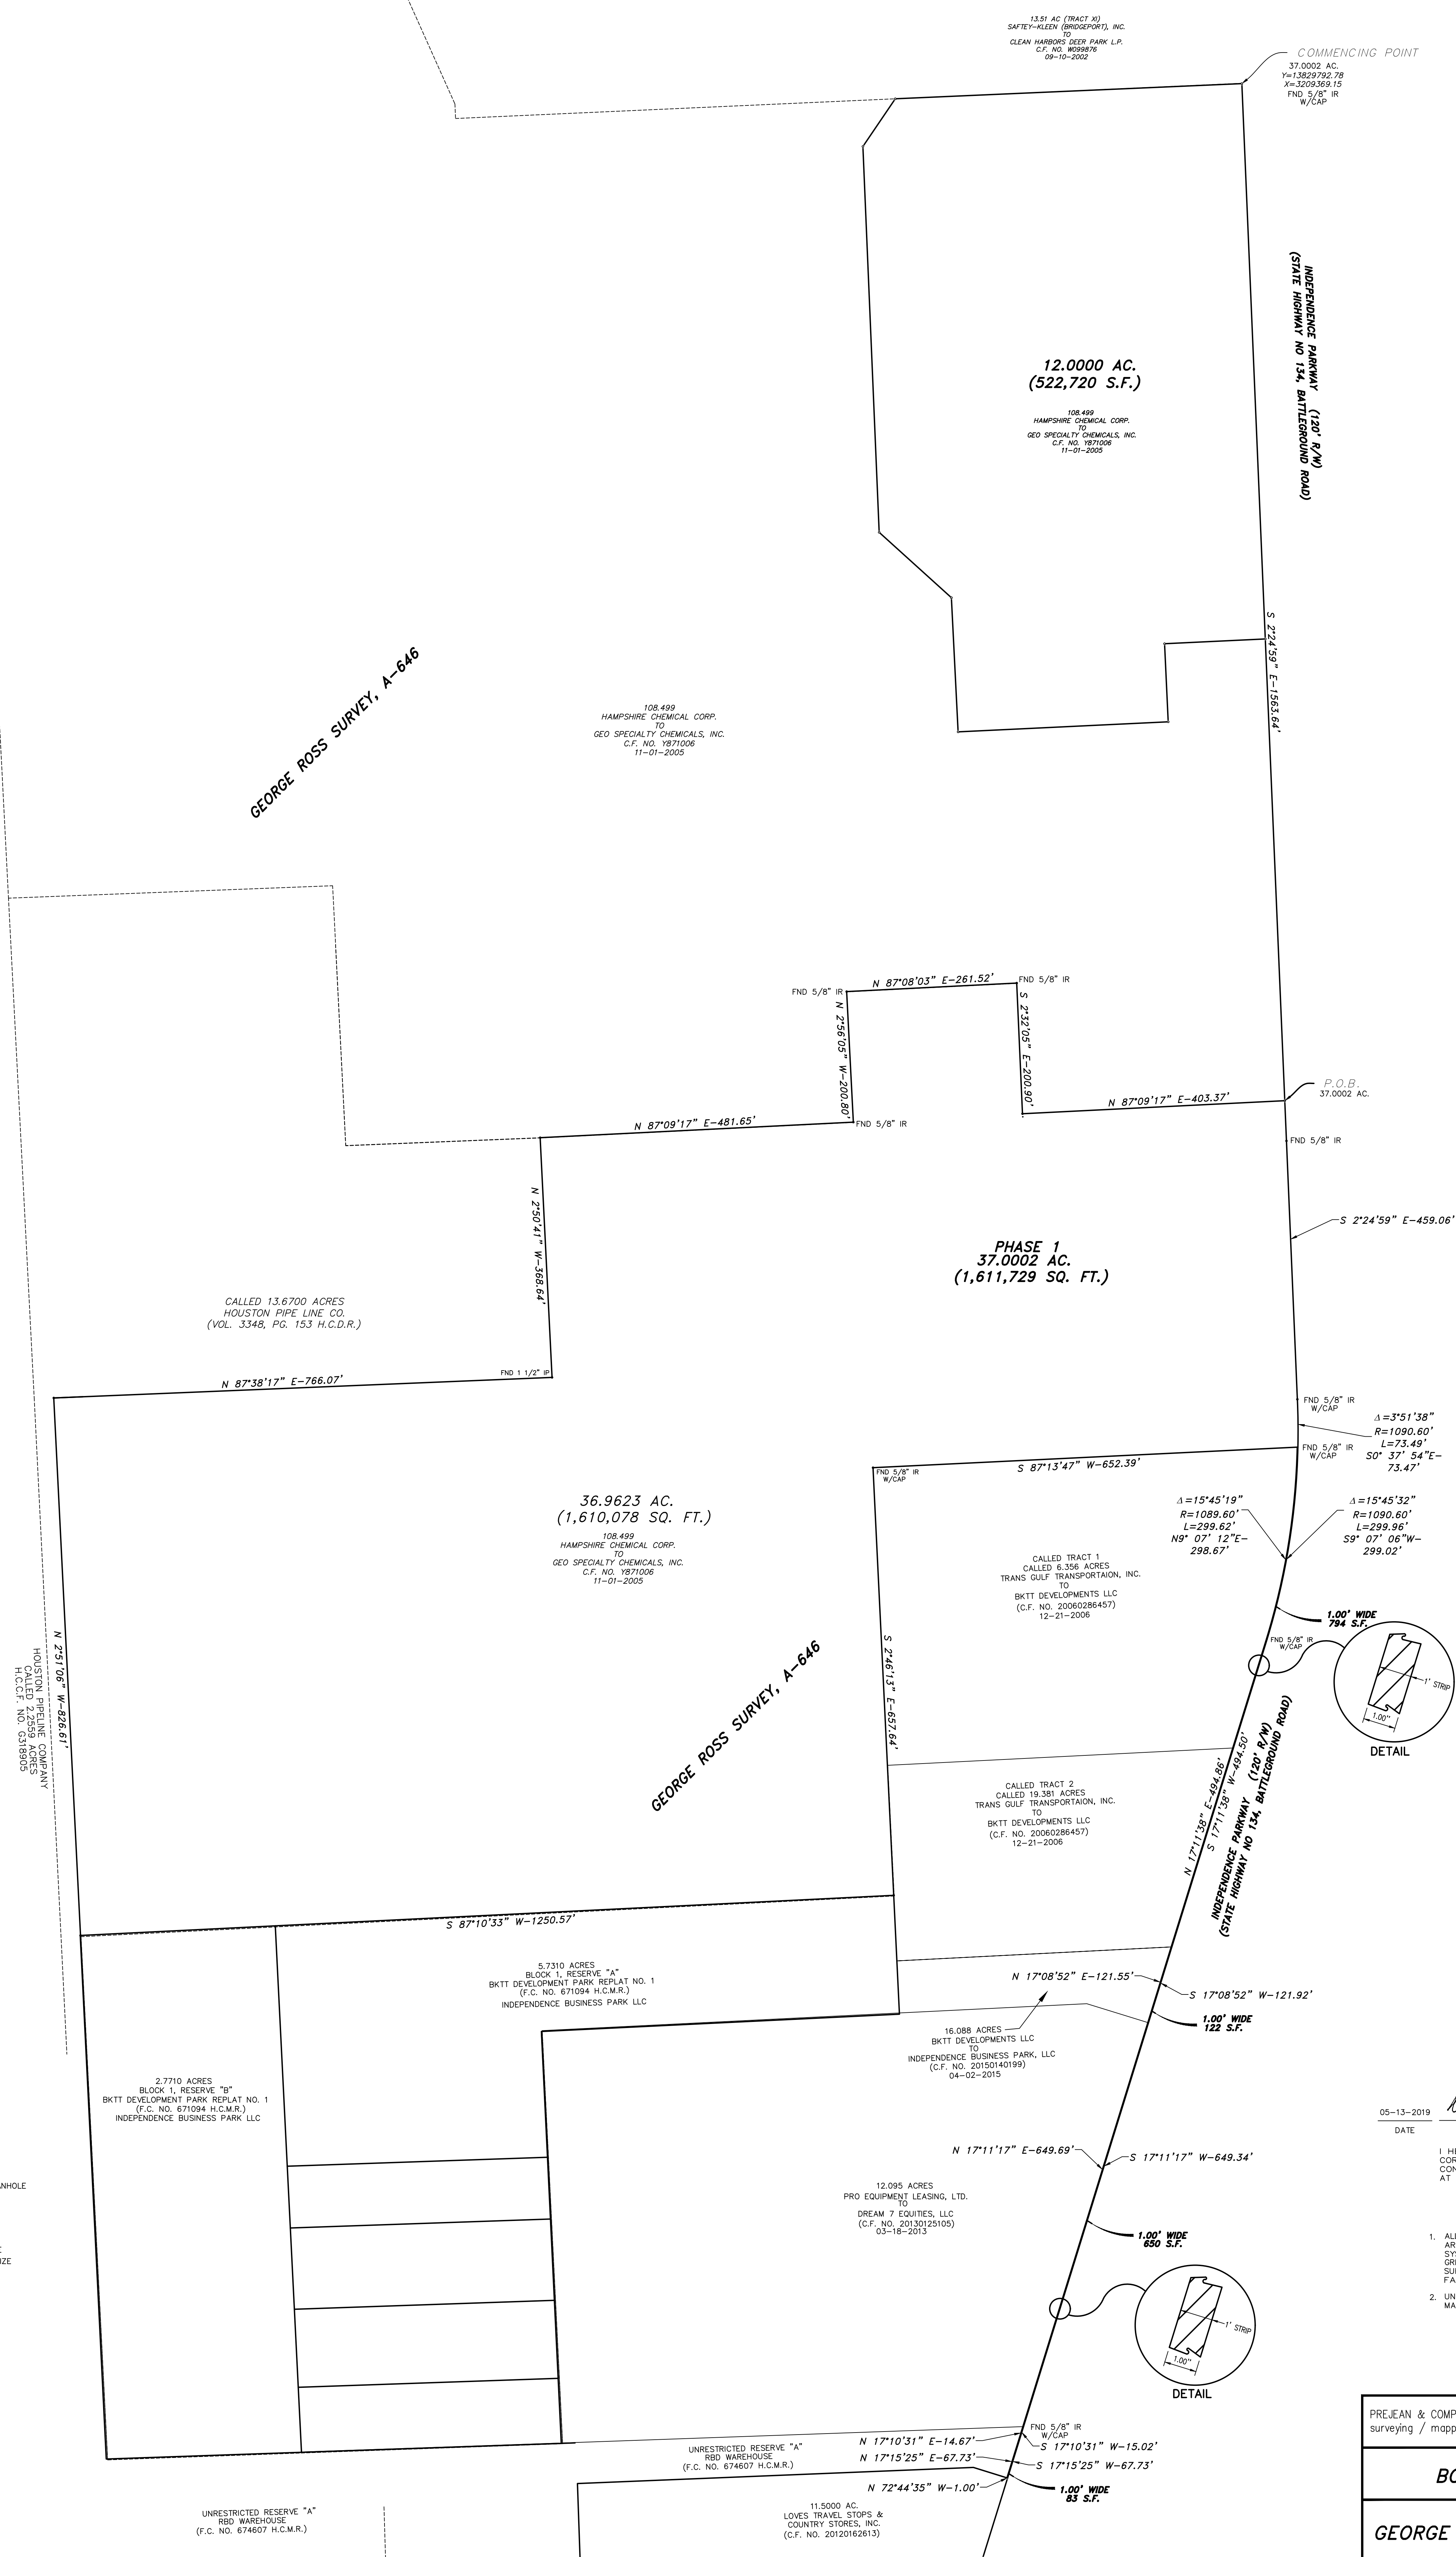 13.51 AC (TRACT XI)
SAFTEY-KLEEN (BRIDGEPORT), INC.
TO
CLEAN HARBORS DEER PARK L.P.
C.F. NO. W099876
09-10-2002
COMMENCING POINT
37.0002 AC.
Y=13829792.78
X=3209369.15
FND 5/8" IR
W/CAP
INDEPENDENCE PARKWAY (120' R/W)
(STATE HIGHWAY NO 134, BATTLEGROUND ROAD)
12.0000 AC.
(522,720 S.F.)
108.499
HAMPSHIRE CHEMICAL CORP.
TO
GEO SPECIALTY CHEMICALS, INC.
C.F. NO. Y871006
11-01-2005
S 2°24'59" E-1563.64'
GEORGE ROSS SURVEY, A-646
108.499
HAMPSHIRE CHEMICAL CORP.
TO
GEO SPECIALTY CHEMICALS, INC.
C.F. NO. Y871006
11-01-2005
FND 5/8" IR
N 87°08'03" E-261.52'
FND 5/8" IR
N 2°56'05" W-200.80'
S 2°32'05" E-200.90'
P.O.B.
37.0002 AC.
N 87°09'17" E-403.37'
N 87°09'17" E-481.65'
FND 5/8" IR
FND 5/8" IR
N 2°50'41" W-368.64'
S 2°24'59" E-459.06'
PHASE 1
37.0002 AC.
(1,611,729 SQ. FT.)
CALLED 13.6700 ACRES
HOUSTON PIPE LINE CO.
(VOL. 3348, PG. 153 H.C.D.R.)
N 87°38'17" E-766.07'
FND 1 1/2" IP
FND 5/8" IR
W/CAP
Δ=3°51'38"
R=1090.60'
L=73.49'
S0° 37' 54"E-
73.47'
FND 5/8" IR
W/CAP
S 87°13'47" W-652.39'
FND 5/8" IR
W/CAP
36.9623 AC.
(1,610,078 SQ. FT.)
108.499
HAMPSHIRE CHEMICAL CORP.
TO
GEO SPECIALTY CHEMICALS, INC.
C.F. NO. Y871006
11-01-2005
Δ=15°45'19"
R=1089.60'
L=299.62'
N9° 07' 12"E-
298.67'
Δ=15°45'32"
R=1090.60'
L=299.96'
S9° 07' 06"W-
299.02'
CALLED TRACT 1
CALLED 6.356 ACRES
TRANS GULF TRANSPORTAION, INC.
TO
BKTT DEVELOPMENTS LLC
(C.F. NO. 20060286457)
12-21-2006
1.00' WIDE
794 S.F.
FND 5/8" IR
W/CAP
1' STRIP
1.00"
DETAIL
N 2°51'06" W-826.61'
HOUSTON PIPELINE COMPANY
CALLED 2.2559 ACRES
H.C.C.F. NO. G318905
S 2°46'13" E-657.64'
GEORGE ROSS SURVEY, A-646
CALLED TRACT 2
CALLED 19.381 ACRES
TRANS GULF TRANSPORTAION, INC.
TO
BKTT DEVELOPMENTS LLC
(C.F. NO. 20060286457)
12-21-2006
N 17°11'38" E-494.86'
S 17°11'38" W-494.50'
INDEPENDENCE PARKWAY (120' R/W)
(STATE HIGHWAY NO 134, BATTLEGROUND ROAD)
S 87°10'33" W-1250.57'
5.7310 ACRES
BLOCK 1, RESERVE "A"
BKTT DEVELOPMENT PARK REPLAT NO. 1
(F.C. NO. 671094 H.C.M.R.)
INDEPENDENCE BUSINESS PARK LLC
N 17°08'52" E-121.55'
S 17°08'52" W-121.92'
1.00' WIDE
122 S.F.
16.088 ACRES
BKTT DEVELOPMENTS LLC
TO
INDEPENDENCE BUSINESS PARK, LLC
(C.F. NO. 20150140199)
04-02-2015
2.7710 ACRES
BLOCK 1, RESERVE "B"
BKTT DEVELOPMENT PARK REPLAT NO. 1
(F.C. NO. 671094 H.C.M.R.)
INDEPENDENCE BUSINESS PARK LLC
05-13-2019
DATE
I HE
COR
CON
AT
N 17°11'17" E-649.69'
S 17°11'17" W-649.34'
ANHOLE
12.095 ACRES
PRO EQUIPMENT LEASING, LTD.
TO
DREAM 7 EQUITIES, LLC
(C.F. NO. 20130125105)
03-18-2013
1.00' WIDE
650 S.F.
E
IZE
1. ALL
AR
SYS
GRI
SUR
FA
2. UN
MA
1' STRIP
1.00"
DETAIL
PREJEAN & COMP
surveying / mapp
FND 5/8" IR
W/CAP
N 17°10'31" E-14.67'
S 17°10'31" W-15.02'
N 17°15'25" E-67.73'
S 17°15'25" W-67.73'
UNRESTRICTED RESERVE "A"
RBD WAREHOUSE
(F.C. NO. 674607 H.C.M.R.)
N 72°44'35" W-1.00'
1.00' WIDE
83 S.F.
BO
UNRESTRICTED RESERVE "A"
RBD WAREHOUSE
(F.C. NO. 674607 H.C.M.R.)
11.5000 AC.
LOVES TRAVEL STOPS &
COUNTRY STORES, INC.
(C.F. NO. 20120162613)
GEORGE